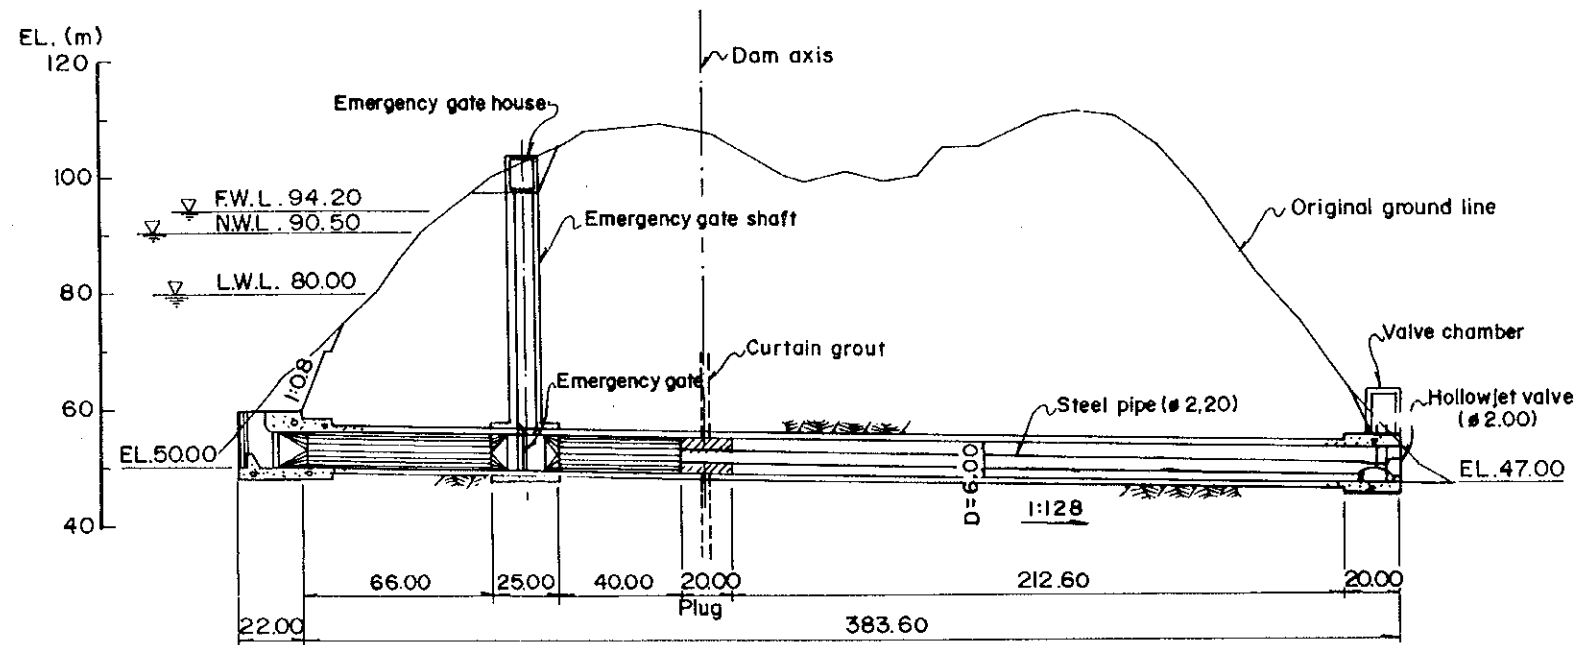 EL. (m)
120
Dam axis
Emergency gate house
100
F.W.L. 94.20
N.W.L. 90.50
Original ground line
Emergency gate shaft
80
L.W.L. 80.00
Valve chamber
Curtain grout
1:0.8
Emergency gate
60
Steel pipe (ø 2,20)
Hollowjet valve
(ø 2.00)
EL.50.00
EL.47.00
D=6.00
1:128
40
66.00
25.00
40.00
20.00
212.60
20.00
Plug
22.00
383.60